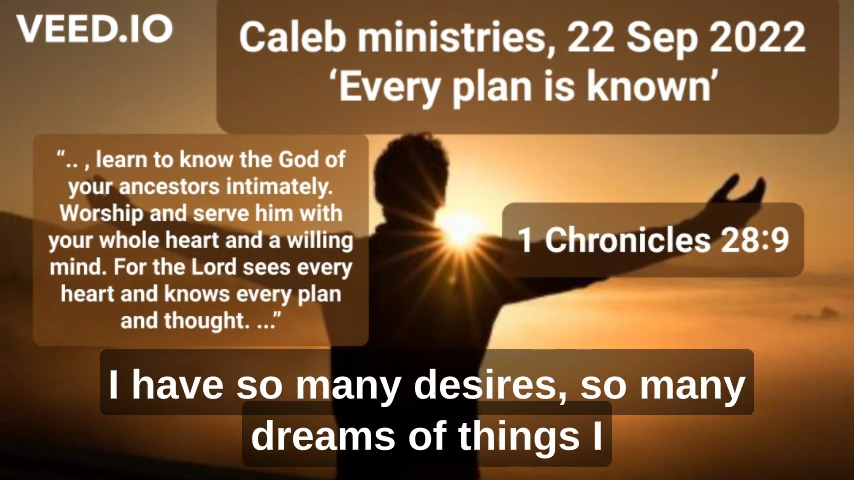 VEED.IO
Caleb ministries, 22 Sep 2022
‘Every plan is known’
“.. , learn to know the God of
your ancestors intimately.
Worship and serve him with
your whole heart and a willing
mind. For the Lord sees every
heart and knows every plan
and thought. ...”
1 Chronicles 28:9
I have so many desires, so many
dreams of things I